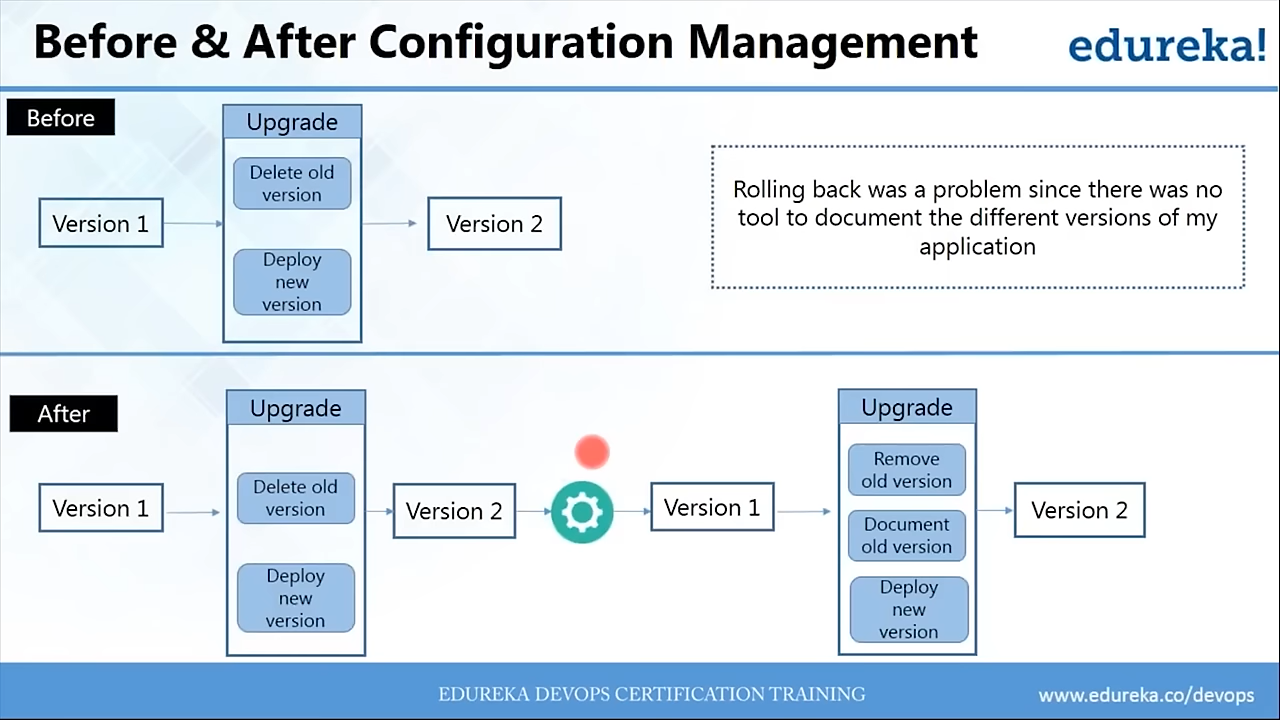 Before & After Configuration Management
edureka!
Before
Upgrade
Delete old
version
Version 1
Version 2
Deploy
new
version
Rolling back was a problem since there was no
tool to document the different versions of my
application
After
Upgrade
Delete old
version
Version 1
Version 2
Deploy
new
version
Version 1
Upgrade
Remove
old version
Document
old version
Deploy
new
version
Version 2
EDUREKA DEVOPS CERTIFICATION TRAINING
www.edureka.co/devops